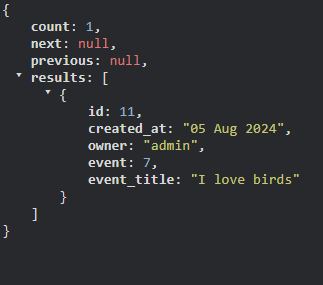 {
count: 1,
next: null,
previous: null,
results: [
{
id: 11,
created_at: "05 Aug 2024",
owner: "admin",
event: 7,
event_title: "I love birds"
}
]
}